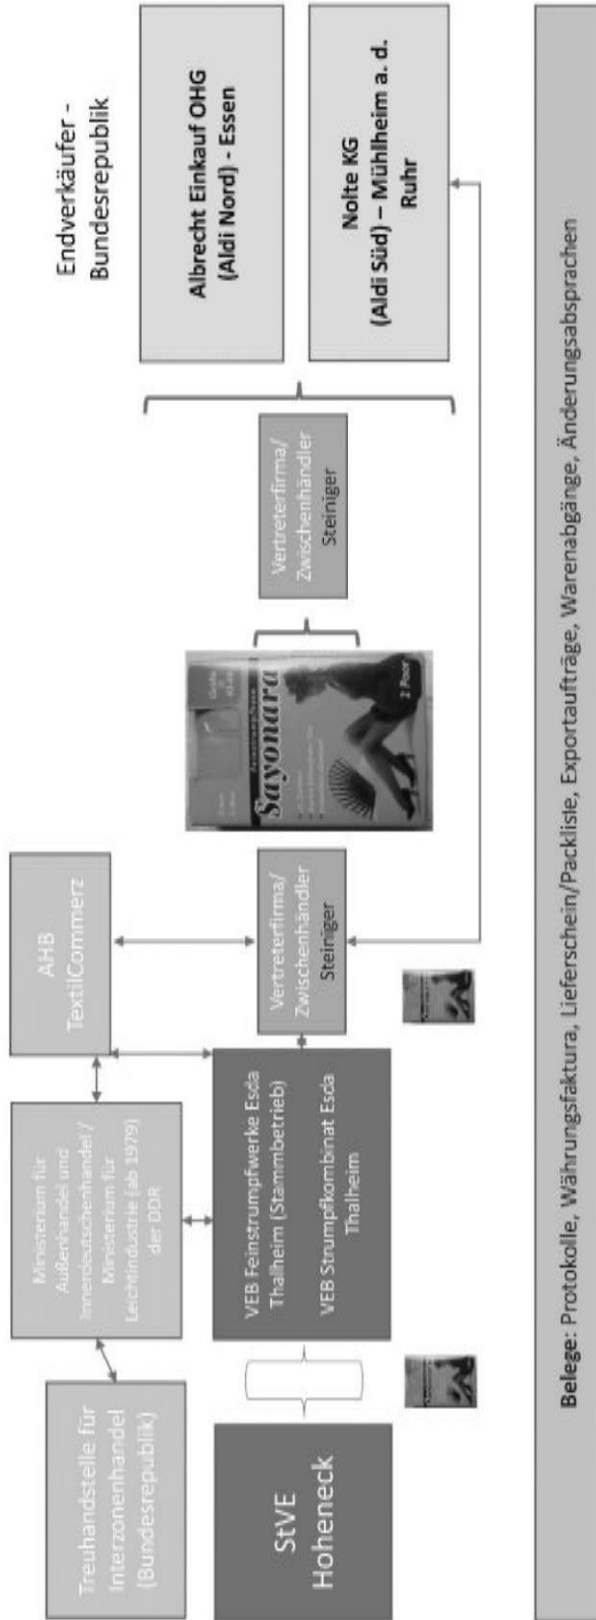 Treuhandstelle für
Interzonenhandel
(Bundesrepublik)
Ministerium für
Außenhandel und
Innerdeutschenhandel /
Ministerium für
Leichtindustrie (ab 1979)
der DDR
AHB
TextilCommerz
Endverkäufer -
Bundesrepublik
StVE
Hoheneck
VEB Feinstrumpfwerke Esda
Thalheim (Stammbetrieb)
VEB Strumpfkombinat Esda
Thalheim
Vertreterfirma/
Zwischenhändler
Steiniger
Sayonara
2 Paar
Vertreterfirma/
Zwischenhändler
Steiniger
Albrecht Einkauf OHG
(Aldi Nord) - Essen
Nolte KG
(Aldi Süd) – Mühlheim a. d.
Ruhr
Belege: Protokolle, Währungsfaktura, Lieferschein/Packlisle, Exportaufträge, Warenabgänge, Änderungsabsprachen